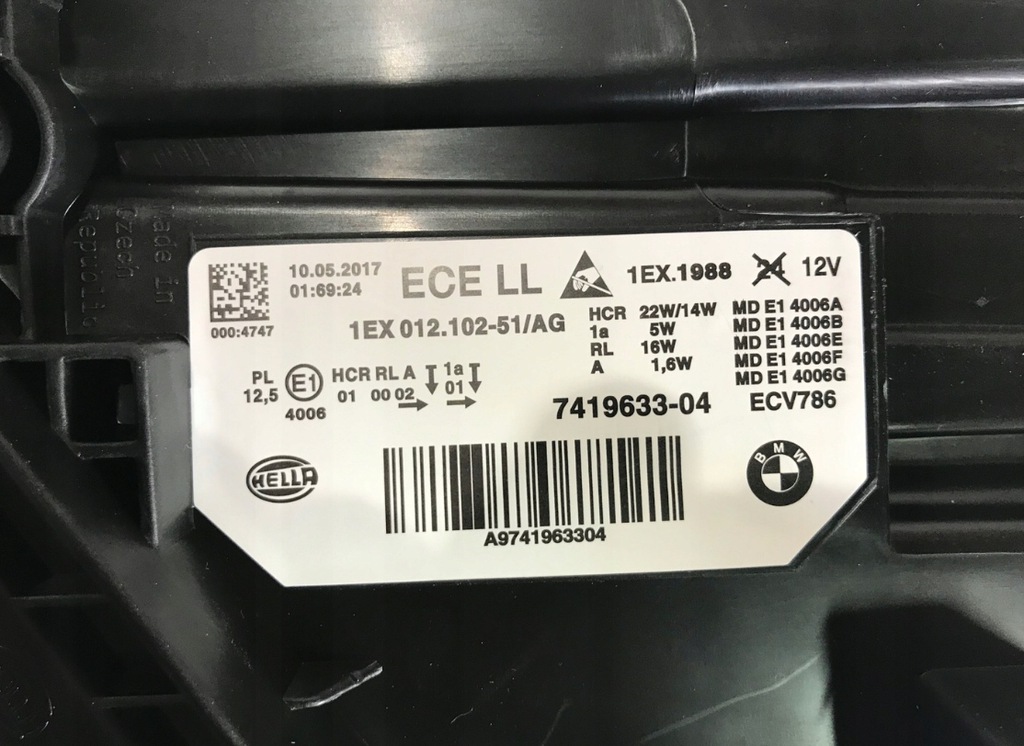 Made in
Czech
Republic
10.05.2017
01:69:24
ECE LL
1EX.1988
24 12V
000:4747
1EX 012.102-51/AG
HCR 22W/14W
1a 5W
RL 16W
A 1,6W
MD E1 4006A
MD E1 4006B
MD E1 4006E
MD E1 4006F
MD E1 4006G
PL
12,5
E1
4006
HCR RL A 1a
01 00 02 01
7419633-04
ECV786
HELLA
BMW
A9741963304